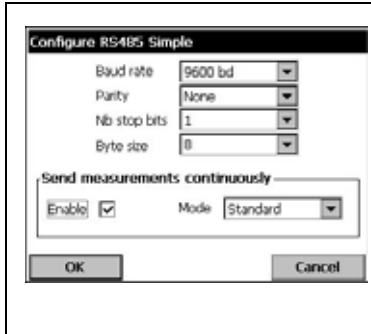 Configure RS485 Simple
Baud rate 9600 bd
Parity None
Nb stop bits 1
Byte size 8
Send measurements continuously
Enable Mode Standard
OK Cancel